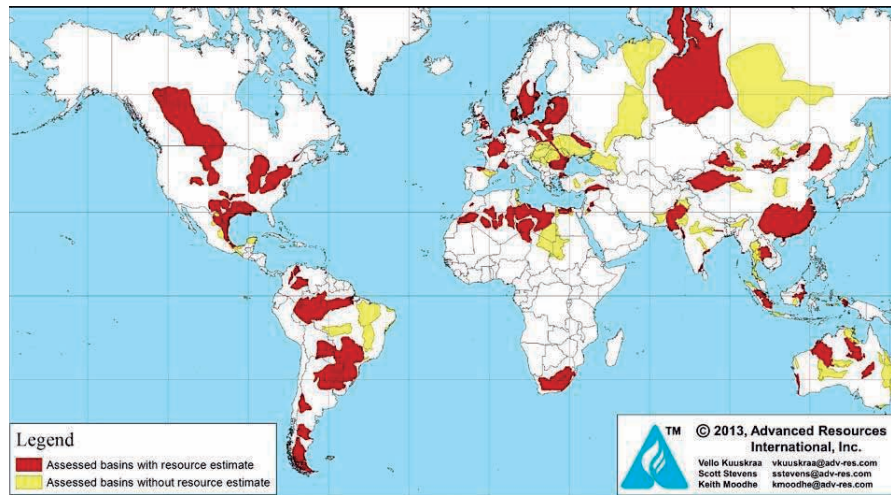 Legend
Assessed basins with resource estimate
Assessed basins without resource estimate
TM
© 2013, Advanced Resources
International, Inc.
Vello Kuuskraa vkuuskraa@adv-res.com
Scott Stevens sstevens@adv-res.com
Keith Moodhe kmoodhe@adv-res.com